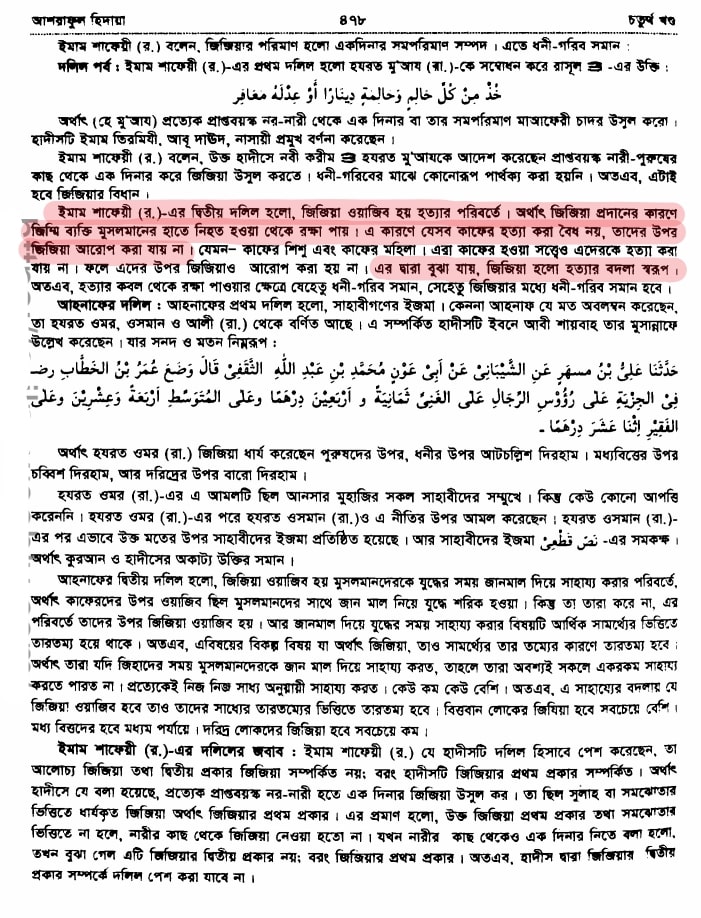 আশরাফুল হিদায়া ৪৭৮ চতুর্থ খণ্ড
ইমাম শাফেয়ী (র.) বলেন, জিজিয়ার পরিমাণ হলো একদিনার সমপরিমাণ সম্পদ। এতে ধনী-গরিব সমান।
দলিল পর্ব : ইমাম শাফেয়ী (র.)-এর প্রথম দলিল হলো হযরত মু'আয (রা.)-কে সম্বোধন করে রাসূল -এর উক্তি :
خُذْ مِنْ كُلِّ حَالِمٍ وَحَالِمَةٍ دِينَارًا أَوْ عِدْلَهُ مَعَافِر
অর্থাৎ (হে মু'আয) প্রত্যেক প্রাপ্তবয়স্ক নর-নারী থেকে এক দিনার বা তার সমপরিমাণ মাআফেরী চাদর উসুল করো।
হাদীসটি ইমাম তিরমিযী, আবূ দাউদ, নাসায়ী প্রমুখ বর্ণনা করেছেন।
ইমাম শাফেয়ী (র.) বলেন, উক্ত হাদীসে নবী করীম হযরত মু'আযকে আদেশ করেছেন প্রাপ্তবয়স্ক নারী-পুরুষের
কাছ থেকে এক দিনার করে জিজিয়া উসুল করতে। ধনী-গরিবের মাঝে কোনোরূপ পার্থক্য করা হয়নি। অতএব, এটাই
হবে জিজিয়ার বিধান।
ইমাম শাফেয়ী (র.)-এর দ্বিতীয় দলিল হলো, জিজিয়া ওয়াজিব হয় হত্যার পরিবর্তে। অর্থাৎ জিজিয়া প্রদানের কারণে
জিম্মি ব্যক্তি মুসলমানের হাতে নিহত হওয়া থেকে রক্ষা পায়। এ কারণে যেসব কাফের হত্যা করা বৈধ নয়, তাদের উপর
জিজিয়া আরোপ করা যায় না। যেমন– কাফের শিশু এবং কাফের মহিলা। এরা কাফের হওয়া সত্ত্বেও এদেরকে হত্যা করা
যায় না। ফলে এদের উপর জিজিয়াও আরোপ করা হয় না। এর দ্বারা বুঝা যায়, জিজিয়া হলো হত্যার বদলা স্বরূপ।
অতএব, হত্যার কবল থেকে রক্ষা পাওয়ার ক্ষেত্রে যেহেতু ধনী-গরিব সমান, সেহেতু জিজিয়ার মধ্যে ধনী-গরিব সমান হবে।
আহনাফের দলিল : আহনাফের প্রথম দলিল হলো, সাহাবীগণের ইজমা। কেননা আহনাফ যে মত অবলম্বন করেছেন,
তা হযরত ওমর, ওসমান ও আলী (রা.) থেকে বর্ণিত আছে। এ সম্পর্কিত হাদীসটি ইবনে আবী শায়বাহ তার মুসান্নাফে
উল্লেখ করেছেন। যার সনদ ও মতন নিম্নরূপ :
حَدَّثَنَا عَلِيُّ بْنُ مسهرٍ عَنِ الشَّيْبَانِيِّ عَنْ أَبِيْ عَوْنٍ مُحَمَّدِ بْنِ عَبْدِ اللّٰهِ الثَّقَفِيِّ قَالَ وَضَعَ عُمَرُ بْنُ الْخَطَّابِ رضـ
فِي الْجِزْيَةِ عَلٰى رُؤُوْسِ الرِّجَالِ عَلَى الْغَنِيِّ ثَمَانِيَةً وَ أَرْبَعِيْنَ دِرْهَمًا وعَلَى الْمُتَوَسِّطِ أَرْبَعَةً وَعِشْرِيْنَ وَعَلَى
الْفَقِيْرِ اِثْنَا عَشَرَ دِرْهَمًا ـ
অর্থাৎ হযরত ওমর (রা.) জিজিয়া ধার্য করেছেন পুরুষদের উপর, ধনীর উপর আটচল্লিশ দিরহাম। মধ্যবিত্তের উপর
চব্বিশ দিরহাম, আর দরিদ্রের উপর বারো দিরহাম।
হযরত ওমর (রা.)-এর এ আমলটি ছিল আনসার মুহাজির সকল সাহাবীদের সম্মুখে। কিন্তু কেউ কোনো আপত্তি
করেননি। হযরত ওমর (রা.)-এর পরে হযরত ওসমান (রা.)ও এ নীতির উপর আমল করেছেন। হযরত ওসমান (রা.)-
এর পর এভাবে উক্ত মতের উপর সাহাবীদের ইজমা প্রতিষ্ঠিত হয়েছে। আর সাহাবীদের ইজমা نَصّ قَطْعِيْ -এর সমকক্ষ।
অর্থাৎ কুরআন ও হাদীসের অকাট্য উক্তির সমান।
আহনাফের দ্বিতীয় দলিল হলো, জিজিয়া ওয়াজিব হয় মুসলমানদেরকে যুদ্ধের সময় জানমাল দিয়ে সাহায্য করার পরিবর্তে,
অর্থাৎ কাফেরদের উপর ওয়াজিব ছিল মুসলমানদের সাথে জান মাল নিয়ে যুদ্ধে শরিক হওয়া। কিন্তু তা তারা করে না, এর
পরিবর্তে তাদের উপর জিজিয়া ওয়াজিব হয়। আর জানমাল দিয়ে যুদ্ধের সময় সাহায্য করার বিষয়টি আর্থিক সামর্থ্যের ভিত্তিতে
তারতম্য হয়ে থাকে। অতএব, এবিষয়ের বিকল্প বিষয় যা অর্থাৎ জিজিয়া, তাও সামর্থ্যের তার তম্যের কারণে তারতম্য হবে।
অর্থাৎ তারা যদি জিহাদের সময় মুসলমানদেরকে জান মাল দিয়ে সাহায্য করত, তাহলে তারা অবশ্যই সকলে একরকম সাহায্য
করতে পারত না। প্রত্যেকেই নিজ নিজ সাধ্য অনুয়ায়ী সাহায্য করত। কেউ কম কেউ বেশি। অতএব, এ সাহায্যের বদলায় যে
জিজিয়া ওয়াজিব হবে তাও তাদের সাধ্যের তারতম্যের ভিত্তিতে তারতম্য হবে। বিত্তবান লোকের জিযিয়া হবে সবচেয়ে বেশি।
মধ্য বিত্তদের হবে মধ্যম পর্যায়ে। দরিদ্র লোকদের জিজিয়া হবে সবচেয়ে কম।
ইমাম শাফেয়ী (র.)-এর দলিলের জবাব : ইমাম শাফেয়ী (র.) যে হাদীসটি দলিল হিসাবে পেশ করেছেন, তা
আলোচ্য জিজিয়া তথা দ্বিতীয় প্রকার জিজিয়া সম্পর্কিত নয়; বরং হাদীসটি জিজিয়ার প্রথম প্রকার সম্পর্কিত। অর্থাৎ
হাদীসে যে বলা হয়েছে, প্রত্যেক প্রাপ্তবয়স্ক নর-নারী হতে এক দিনার জিজিয়া উসুল কর। তা ছিল সুলাহ বা সমঝোতার
ভিত্তিতে ধার্যকৃত জিজিয়া অর্থাৎ জিজিয়ার প্রথম প্রকার। এর প্রমাণ হলো, উক্ত জিজিয়া প্রথম প্রকার তথা সমঝোতার
ভিত্তিতে না হলে, নারীর কাছ থেকে জিজিয়া নেওয়া হতো না। যখন নারীর কাছ থেকেও এক দিনার নিতে বলা হলো,
তখন বুঝা গেল এটি জিজিয়ার দ্বিতীয় প্রকার নয়; বরং জিজিয়ার প্রথম প্রকার। অতএব, হাদীস দ্বারা জিজিয়ার দ্বিতীয়
প্রকার সম্পর্কে দলিল পেশ করা যাবে না।